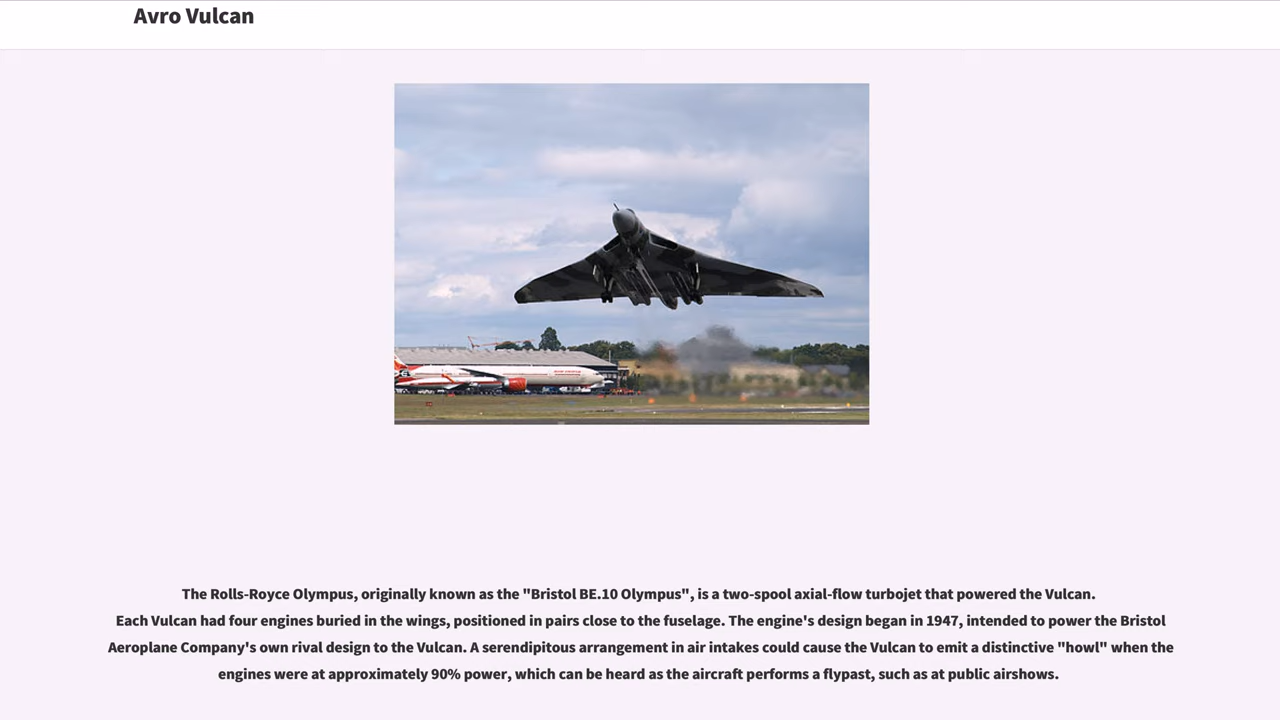 Avro Vulcan
The Rolls-Royce Olympus, originally known as the "Bristol BE.10 Olympus", is a two-spool axial-flow turbojet that powered the Vulcan.
Each Vulcan had four engines buried in the wings, positioned in pairs close to the fuselage. The engine's design began in 1947, intended to power the Bristol
Aeroplane Company's own rival design to the Vulcan. A serendipitous arrangement in air intakes could cause the Vulcan to emit a distinctive "howl" when the
engines were at approximately 90% power, which can be heard as the aircraft performs a flypast, such as at public airshows.